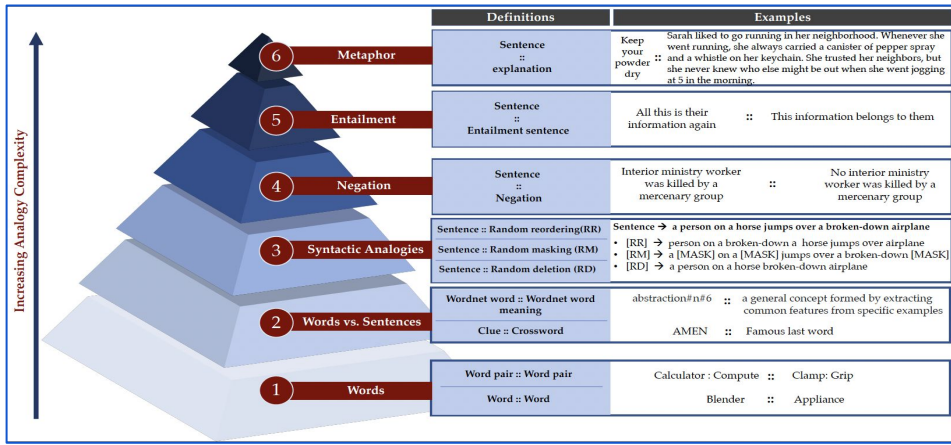 Definitions
Examples
Increasing Analogy Complexity
6
Metaphor
Sentence
::
explanation
Keep
your
powder
dry
::
Sarah liked to go running in her neighborhood. Whenever she
went running, she always carried a canister of pepper spray
and a whistle on her keychain. She trusted her neighbors, but
she never knew who else might be out when she went jogging
at 5 in the morning.
5
Entailment
Sentence
::
Entailment sentence
All this is their
information again
::
This information belongs to them
4
Negation
Sentence
::
Negation
Interior ministry worker
was killed by a
mercenary group
::
No interior ministry
worker was killed by a
mercenary group
3
Syntactic Analogies
Sentence :: Random reordering(RR)
Sentence :: Random masking (RM)
Sentence :: Random deletion (RD)
Sentence → a person on a horse jumps over a broken-down airplane
• [RR] → person on a broken-down a horse jumps over airplane
• [RM] → a [MASK] on a [MASK] jumps over a broken-down [MASK]
• [RD] → a person on a horse broken-down airplane
2
Words vs. Sentences
Wordnet word :: Wordnet word
meaning
Clue :: Crossword
abstraction#n#6 :: a general concept formed by extracting
common features from specific examples
AMEN :: Famous last word
1
Words
Word pair :: Word pair
Word :: Word
Calculator : Compute :: Clamp: Grip
Blender :: Appliance